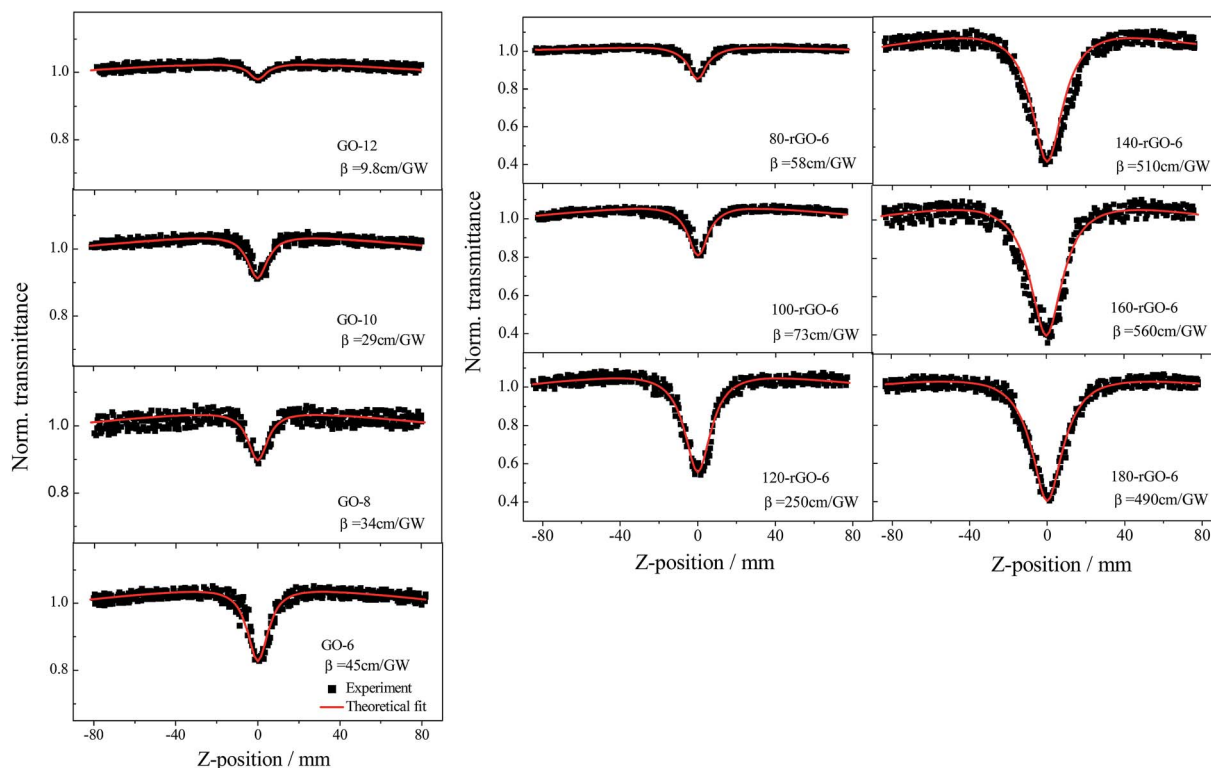 Norm. transmittance
1.0
0.8
GO-12
β =9.8cm/GW
1.0
0.8
GO-10
β =29cm/GW
1.0
0.8
GO-8
β =34cm/GW
1.0
0.8
GO-6
β =45cm/GW
Experiment
Theoretical fit
-80 -40 0 40 80
Z-position / mm
Norm. transmittance
1.0
0.8
0.6
0.4
80-rGO-6
β =58cm/GW
1.0
0.8
0.6
0.4
100-rGO-6
β =73cm/GW
1.0
0.8
0.6
0.4
120-rGO-6
β =250cm/GW
-80 -40 0 40 80
Z-position / mm
140-rGO-6
β =510cm/GW
160-rGO-6
β =560cm/GW
180-rGO-6
β =490cm/GW
-80 -40 0 40 80
Z-position / mm